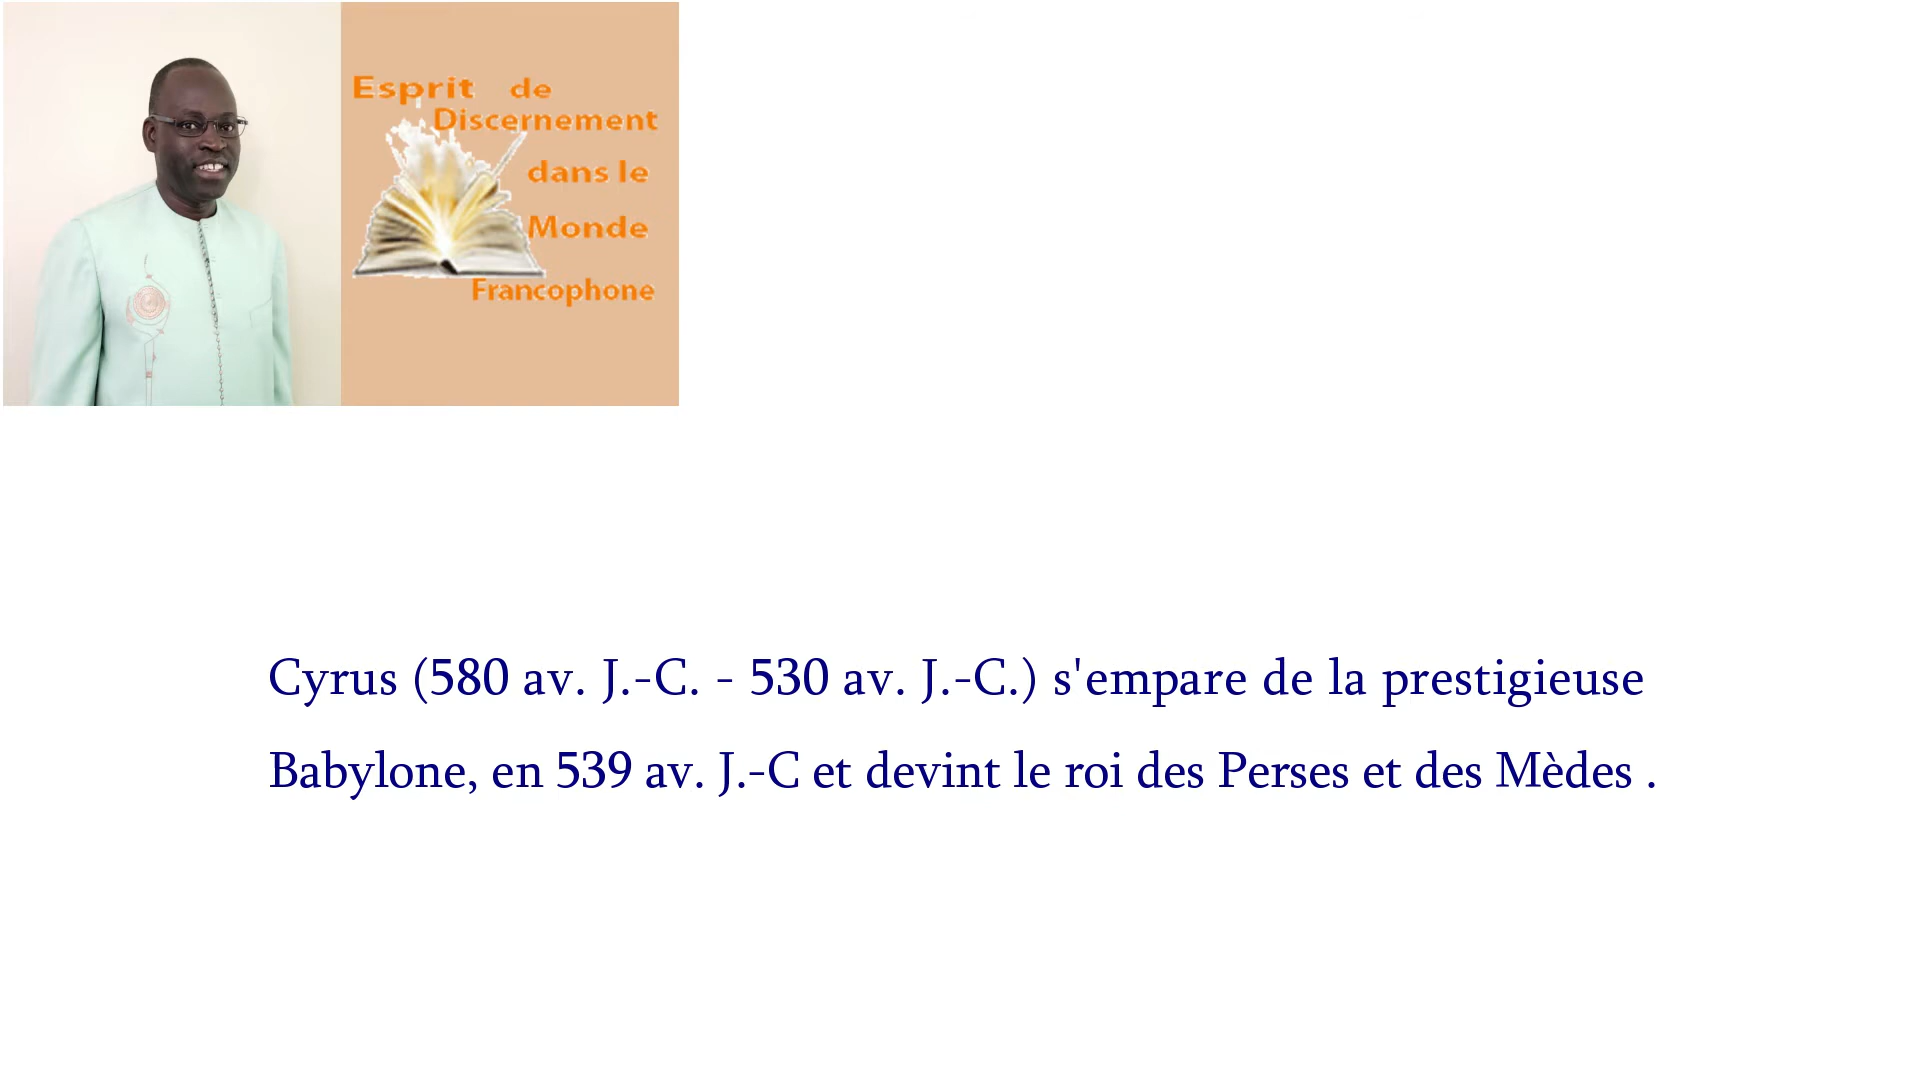 Esprit de
Discernement
dans le
Monde
Francophone
Cyrus (580 av. J.-C. - 530 av. J.-C.) s'empare de la prestigieuse
Babylone, en 539 av. J.-C et devint le roi des Perses et des Mèdes .